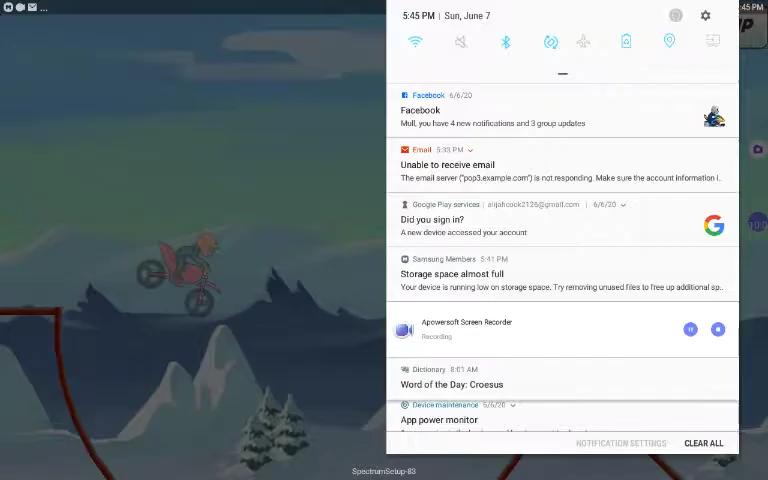 ...
5:45 PM | Sun, June 7
:45 PM
Facebook 6/6/20
Facebook
Mull, you have 4 new notifications and 3 group updates
Email 5:33 PM
Unable to receive email
The email server ("pop3.example.com") is not responding. Make sure the account information i..
Google Play services | alijahcook2126@gmail.com | 6/6/20
Did you sign in?
A new device accessed your account
Samsung Members 5:41 PM
Storage space almost full
Your device is running low on storage space. Try removing unused files to free up additional sp..
Apowersoft Screen Recorder
Recording
Dictionary 8:01 AM
Word of the Day: Croesus
Device maintenance 6/6/20
App power monitor
NOTIFICATION SETTINGS CLEAR ALL
SpectrumSetup-83